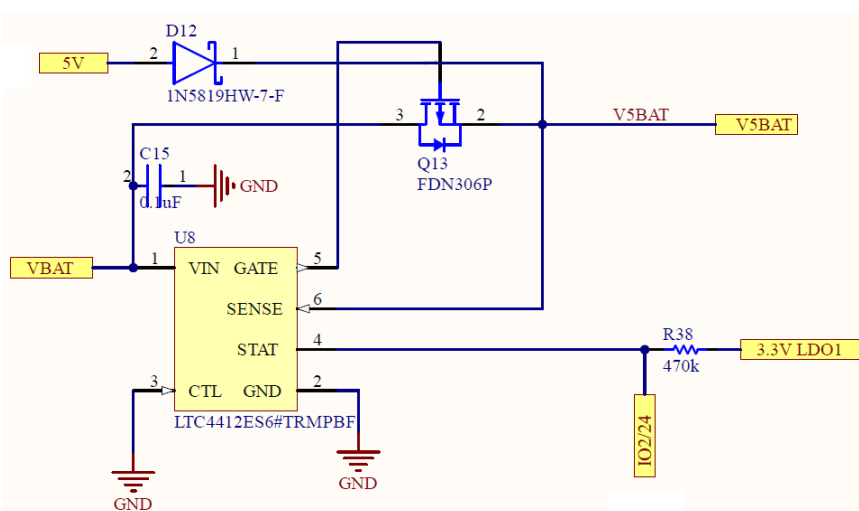 D12
5V
2
1
1N5819HW-7-F
3
2
V5BAT
V5BAT
Q13
FDN306P
C15
2
1
GND
0.1uF
U8
VBAT
1
VIN
GATE
5
SENSE
6
STAT
4
R38
470k
3.3V LDO1
3
CTL
GND
2
LTC4412ES6#TRMPBF
IO2/24
GND
GND